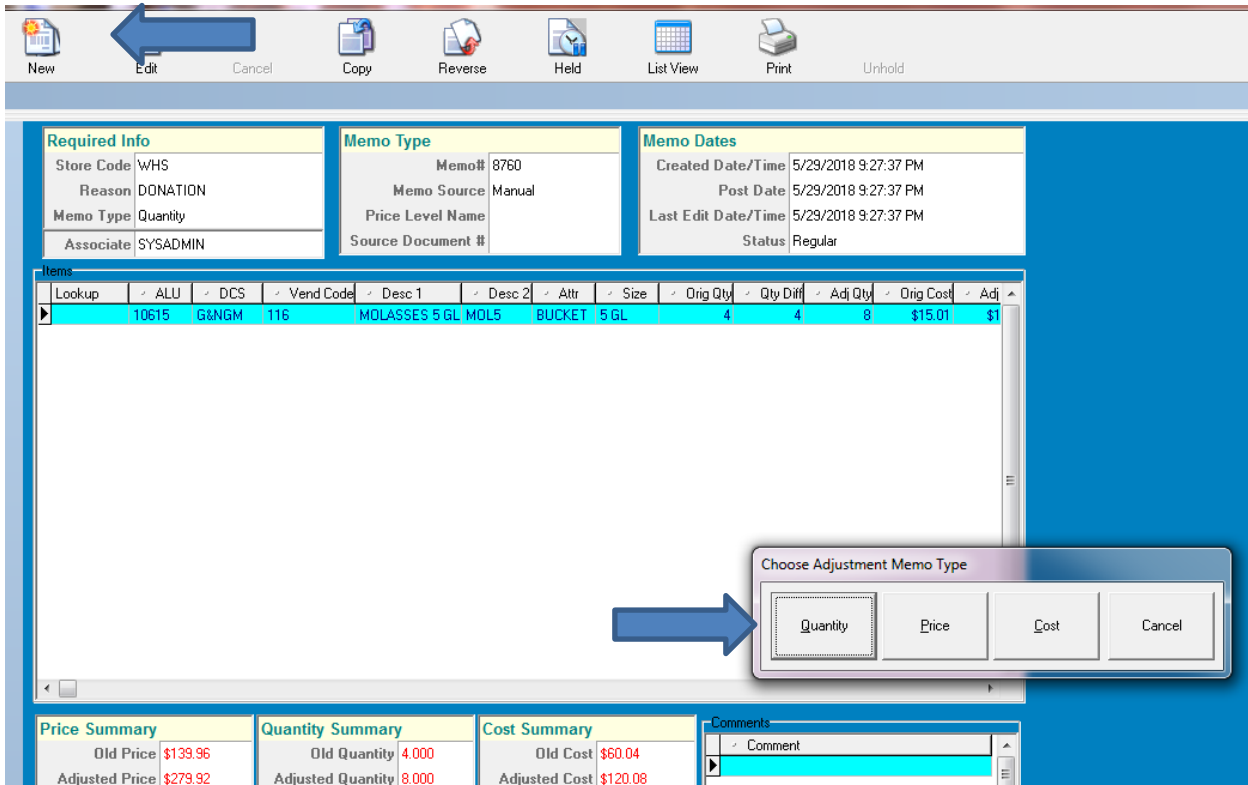 New Edit Cancel Copy Reverse Held List View Print Unhold
Required Info
Store Code WHS
Reason DONATION
Memo Type Quantity
Associate SYSADMIN
Memo Type
Memo# 8760
Memo Source Manual
Price Level Name
Source Document #
Memo Dates
Created Date/Time 5/29/2018 9:27:37 PM
Post Date 5/29/2018 9:27:37 PM
Last Edit Date/Time 5/29/2018 9:27:37 PM
Status Regular
Items
Lookup ALU DCS Vend Code Desc 1 Desc 2 Attr Size Orig Qty Qty Diff Adj Qty Orig Cost Adj
10615 G&NGM 116 MOLASSES 5 GL MOL5 BUCKET 5 GL 4 4 8 $15.01 $1
Choose Adjustment Memo Type
Quantity Price Cost Cancel
Price Summary
Old Price $139.96
Adjusted Price $279.92
Quantity Summary
Old Quantity 4.000
Adjusted Quantity 8.000
Cost Summary
Old Cost $60.04
Adjusted Cost $120.08
Comments
Comment